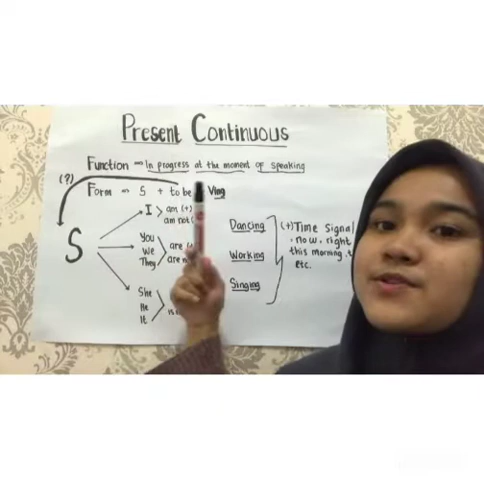 Present Continuous
Function ⇒ In progress at the moment of speaking
(?)
Form ⇒ S + to be Ving
S
I > am (+)
am not
You
We
They
are
are
She
He
It
is
Dancing
Working
Singing
(+) Time Signal
. now . right
this morning .
etc.